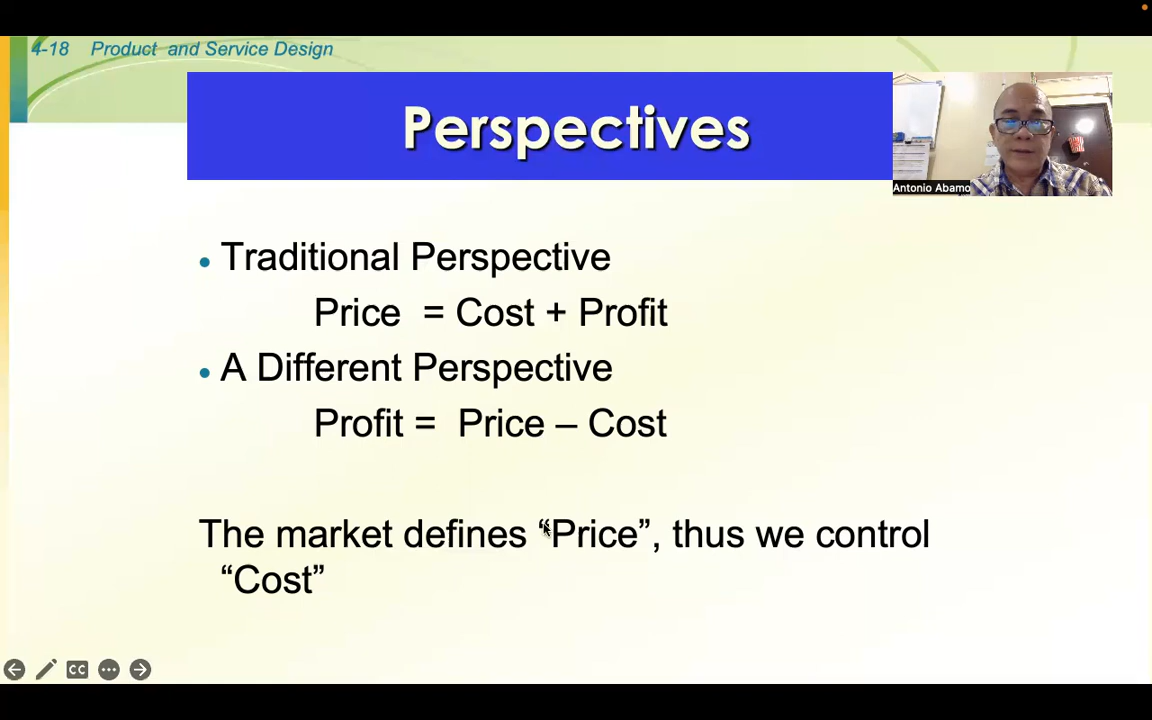 4-18 Product and Service Design
Perspectives
Antonio Abamo
• Traditional Perspective
Price = Cost + Profit
• A Different Perspective
Profit = Price – Cost
The market defines “Price”, thus we control
“Cost”
CC